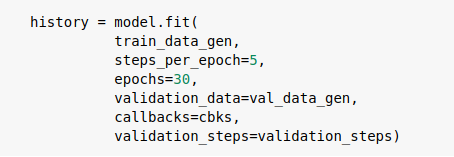 history = model.fit(
          train_data_gen,
          steps_per_epoch=5,
          epochs=30,
          validation_data=val_data_gen,
          callbacks=cbks,
          validation_steps=validation_steps)